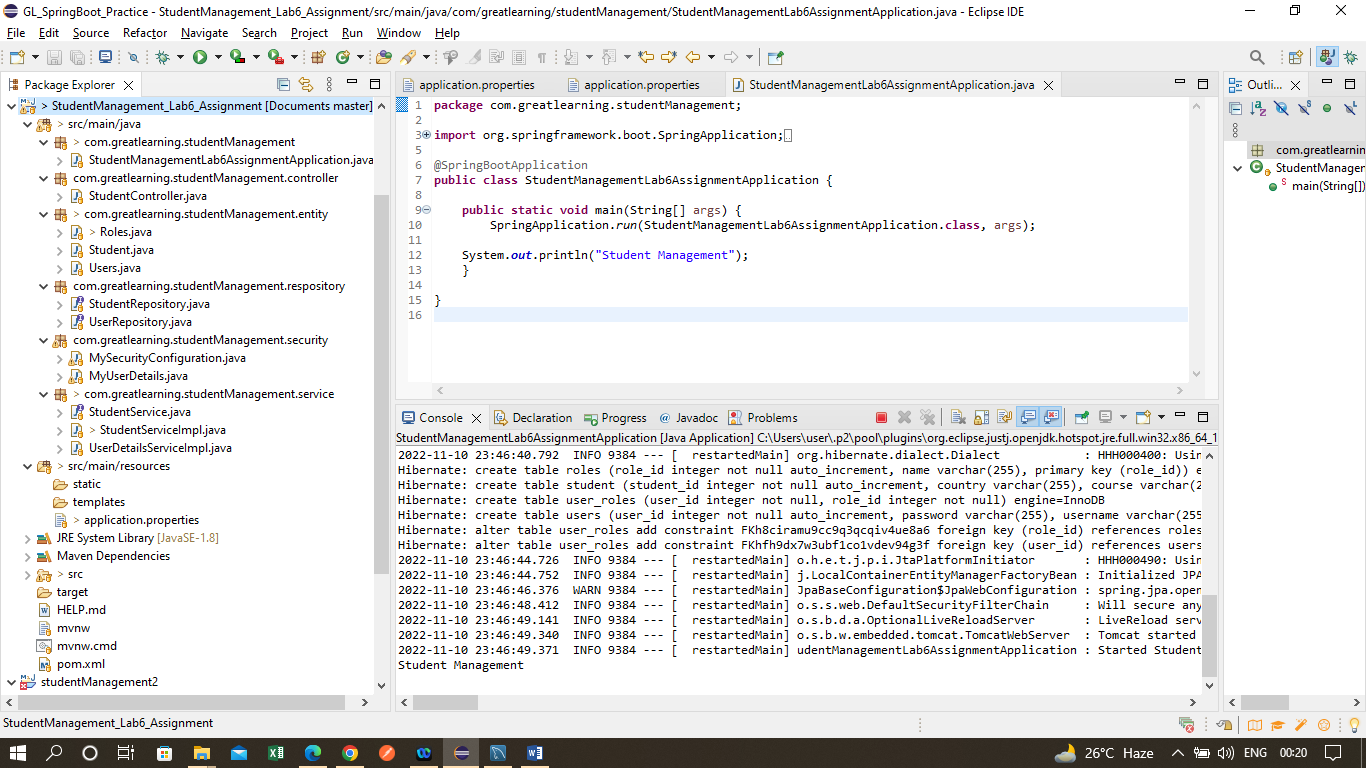 GL_SpringBoot_Practice - StudentManagement_Lab6_Assignment/src/main/java/com/greatlearning/studentManagement/StudentManagementLab6AssignmentApplication.java - Eclipse IDE
File Edit Source Refactor Navigate Search Project Run Window Help
Package Explorer
> StudentManagement_Lab6_Assignment [Documents master]
> src/main/java
> com.greatlearning.studentManagement
StudentManagementLab6AssignmentApplication.java
com.greatlearning.studentManagement.controller
StudentController.java
> com.greatlearning.studentManagement.entity
> Roles.java
Student.java
Users.java
com.greatlearning.studentManagement.respository
StudentRepository.java
UserRepository.java
com.greatlearning.studentManagement.security
MySecurityConfiguration.java
MyUserDetails.java
> com.greatlearning.studentManagement.service
StudentService.java
> StudentServiceImpl.java
UserDetailsServiceImpl.java
> src/main/resources
static
templates
> application.properties
JRE System Library [JavaSE-1.8]
Maven Dependencies
> src
target
HELP.md
mvnw
mvnw.cmd
pom.xml
studentManagement2
application.properties application.properties StudentManagementLab6AssignmentApplication.java
1 package com.greatlearning.studentManagement;
2
3 import org.springframework.boot.SpringApplication;
5
6 @SpringBootApplication
7 public class StudentManagementLab6AssignmentApplication {
8
9 public static void main(String[] args) {
10 SpringApplication.run(StudentManagementLab6AssignmentApplication.class, args);
11
12 System.out.println("Student Management");
13 }
14
15 }
16
Console Declaration Progress @ Javadoc Problems
StudentManagementLab6AssignmentApplication [Java Application] C:\Users\user\.p2\pool\plugins\org.eclipse.justj.openjdk.hotspot.jre.full.win32.x86_64_1
2022-11-10 23:46:40.792 INFO 9384 --- [ restartedMain] org.hibernate.dialect.Dialect : HHH000400: Usin
Hibernate: create table roles (role_id integer not null auto_increment, name varchar(255), primary key (role_id)) e
Hibernate: create table student (student_id integer not null auto_increment, country varchar(255), course varchar(2
Hibernate: create table user_roles (user_id integer not null, role_id integer not null) engine=InnoDB
Hibernate: create table users (user_id integer not null auto_increment, password varchar(255), username varchar(255
Hibernate: alter table user_roles add constraint FKh8ciramu9cc9q3qcqiv4ue8a6 foreign key (role_id) references roles
Hibernate: alter table user_roles add constraint FKhfh9dx7w3ubf1co1vdev94g3f foreign key (user_id) references users
2022-11-10 23:46:44.726 INFO 9384 --- [ restartedMain] o.h.e.t.j.p.i.JtaPlatformInitiator : HHH000490: Usin
2022-11-10 23:46:44.752 INFO 9384 --- [ restartedMain] j.LocalContainerEntityManagerFactoryBean : Initialized JPA
2022-11-10 23:46:46.376 WARN 9384 --- [ restartedMain] JpaBaseConfiguration$JpaWebConfiguration : spring.jpa.open
2022-11-10 23:46:48.412 INFO 9384 --- [ restartedMain] o.s.s.web.DefaultSecurityFilterChain : Will secure any
2022-11-10 23:46:49.141 INFO 9384 --- [ restartedMain] o.s.b.d.a.OptionalLiveReloadServer : LiveReload serv
2022-11-10 23:46:49.340 INFO 9384 --- [ restartedMain] o.s.b.w.embedded.tomcat.TomcatWebServer : Tomcat started
2022-11-10 23:46:49.371 INFO 9384 --- [ restartedMain] udentManagementLab6AssignmentApplication : Started Student
Student Management
Outli...
com.greatlearnin
StudentManager
main(String[])
StudentManagement_Lab6_Assignment
26°C Haze ENG 00:20